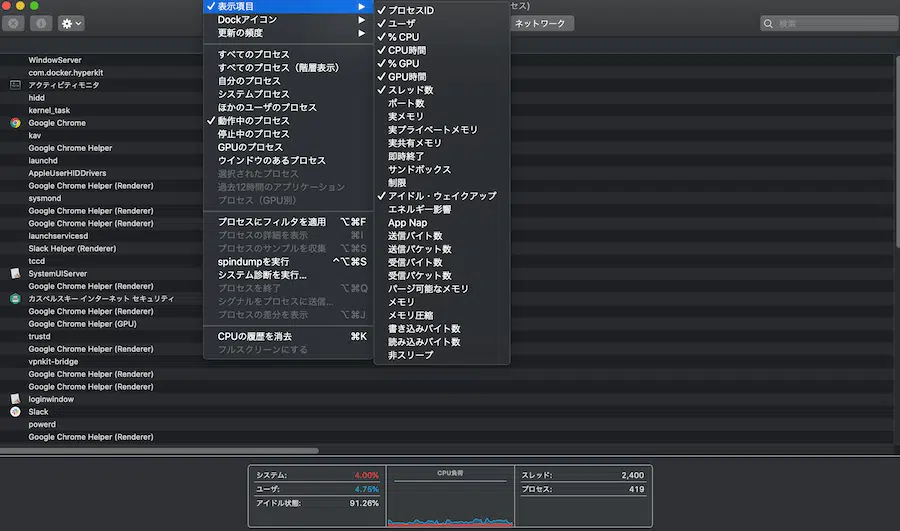 セス)
ネットワーク
検索
✓ 表示項目 ▶
Dockアイコン ▶
更新の頻度 ▶
すべてのプロセス
すべてのプロセス（階層表示）
自分のプロセス
システムプロセス
ほかのユーザのプロセス
✓ 動作中のプロセス
停止中のプロセス
GPUのプロセス
ウインドウのあるプロセス
選択されたプロセス
過去12時間のアプリケーション
プロセス（GPU別）
プロセスにフィルタを適用 ⌥⌘F
プロセスの詳細を表示 ⌘I
プロセスのサンプルを収集 ⌥⌘S
spindumpを実行 ^⌥⌘S
システム診断を実行...
プロセスを終了 ⌥⌘Q
シグナルをプロセスに送信...
プロセスの差分を表示 ⌥⌘J
CPUの履歴を消去 ⌘K
フルスクリーンにする
✓ プロセスID
✓ ユーザ
✓ % CPU
✓ CPU時間
✓ % GPU
✓ GPU時間
✓ スレッド数
ポート数
実メモリ
実プライベートメモリ
実共有メモリ
即時終了
サンドボックス
制限
✓ アイドル・ウェイクアップ
エネルギー影響
App Nap
送信バイト数
送信パケット数
受信バイト数
受信パケット数
パージ可能なメモリ
メモリ
メモリ圧縮
書き込みバイト数
読み込みバイト数
非スリープ
WindowServer
com.docker.hyperkit
アクティビティモニタ
hidd
kernel_task
Google Chrome
kav
Google Chrome Helper
launchd
AppleUserHIDDrivers
Google Chrome Helper (Renderer)
sysmond
Google Chrome Helper (Renderer)
Google Chrome Helper (Renderer)
launchservicesd
Slack Helper (Renderer)
tccd
SystemUIServer
Google Chrome Helper (Renderer)
カスペルスキー インターネット セキュリティ
Google Chrome Helper (Renderer)
Google Chrome Helper (GPU)
trustd
Google Chrome Helper (Renderer)
vpnkit-bridge
Google Chrome Helper (Renderer)
Google Chrome Helper (Renderer)
loginwindow
Slack
powerd
Google Chrome Helper (Renderer)
システム: 4.00%
ユーザ: 4.75%
アイドル状態: 91.26%
CPU負荷
スレッド: 2,400
プロセス: 419